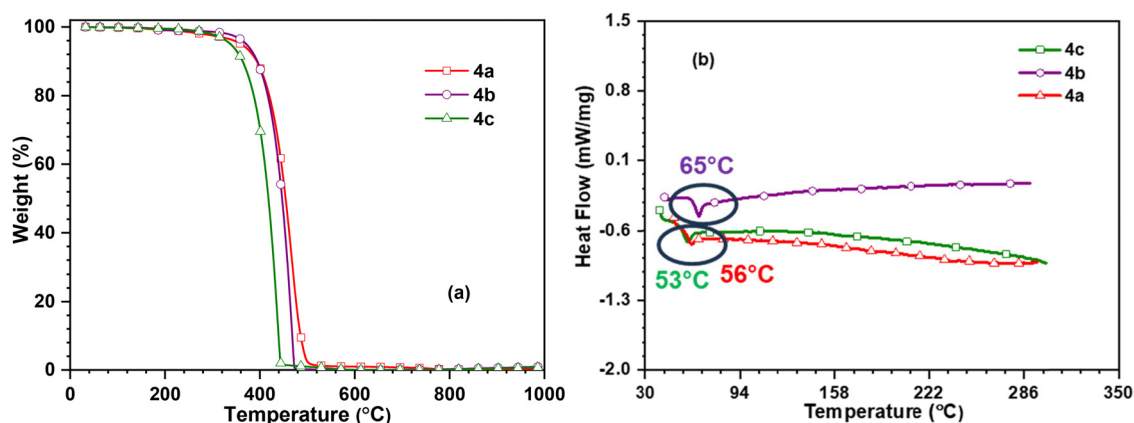 100
80
60
40
20
0
Weight (%)
4a
4b
4c
(a)
0 200 400 600 800 1000
Temperature (°C)
1.5
0.8
0.1
-0.6
-1.3
-2.0
Heat Flow (mW/mg)
(b)
4c
4b
4a
65°C
53°C
56°C
30 94 158 222 286 350
Temperature (°C)